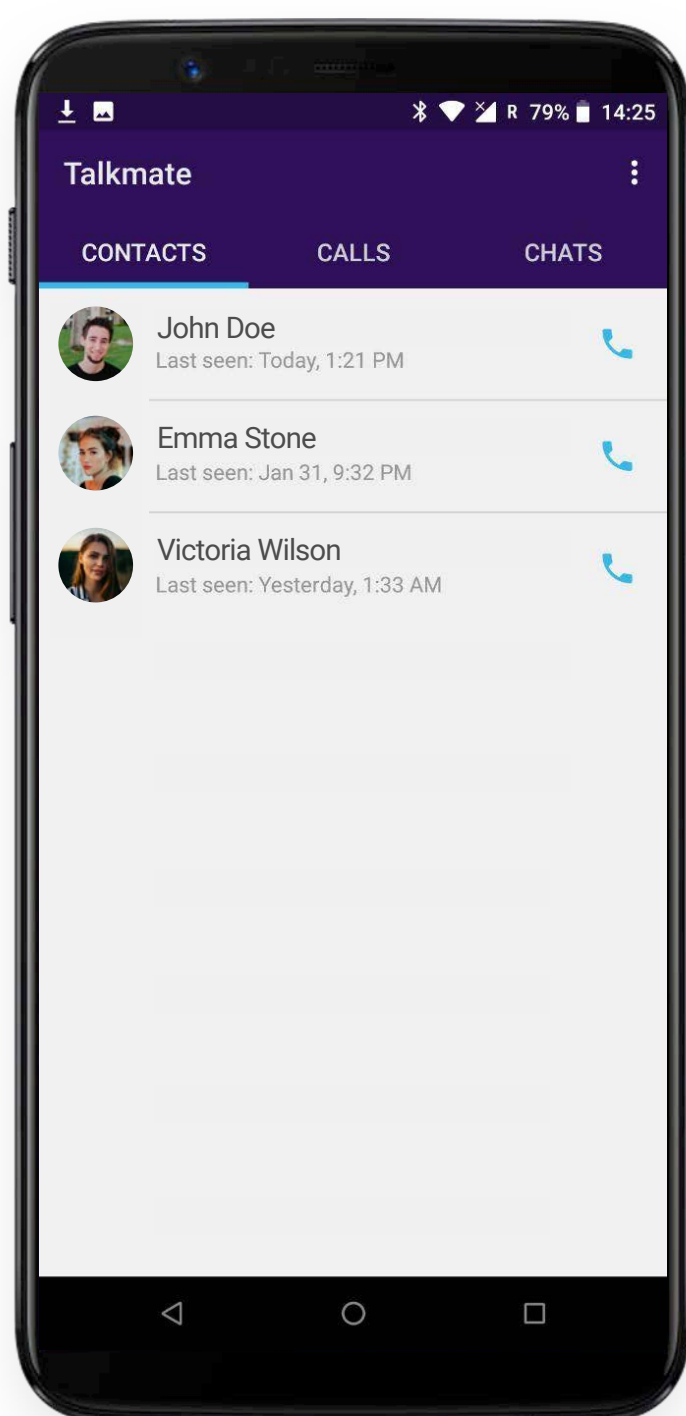 R 79% 14:25
Talkmate
CONTACTS CALLS CHATS
John Doe
Last seen: Today, 1:21 PM
Emma Stone
Last seen: Jan 31, 9:32 PM
Victoria Wilson
Last seen: Yesterday, 1:33 AM